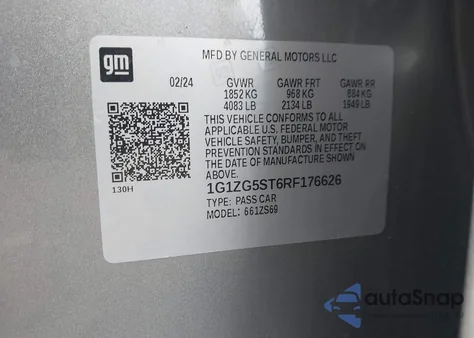 gm
MFD BY GENERAL MOTORS LLC
02/24 GVWR GAWR FRT GAWR RR
1852 KG 968 KG 884 KG
4083 LB 2134 LB 1949 LB
THIS VEHICLE CONFORMS TO ALL
APPLICABLE U.S. FEDERAL MOTOR
VEHICLE SAFETY, BUMPER, AND THEFT
PREVENTION STANDARDS IN EFFECT ON
THE DATE OF MANUFACTURE SHOWN
ABOVE.
130H
1G1ZG5ST6RF176626
TYPE: PASS CAR
MODEL: 661ZS69
autoSnap